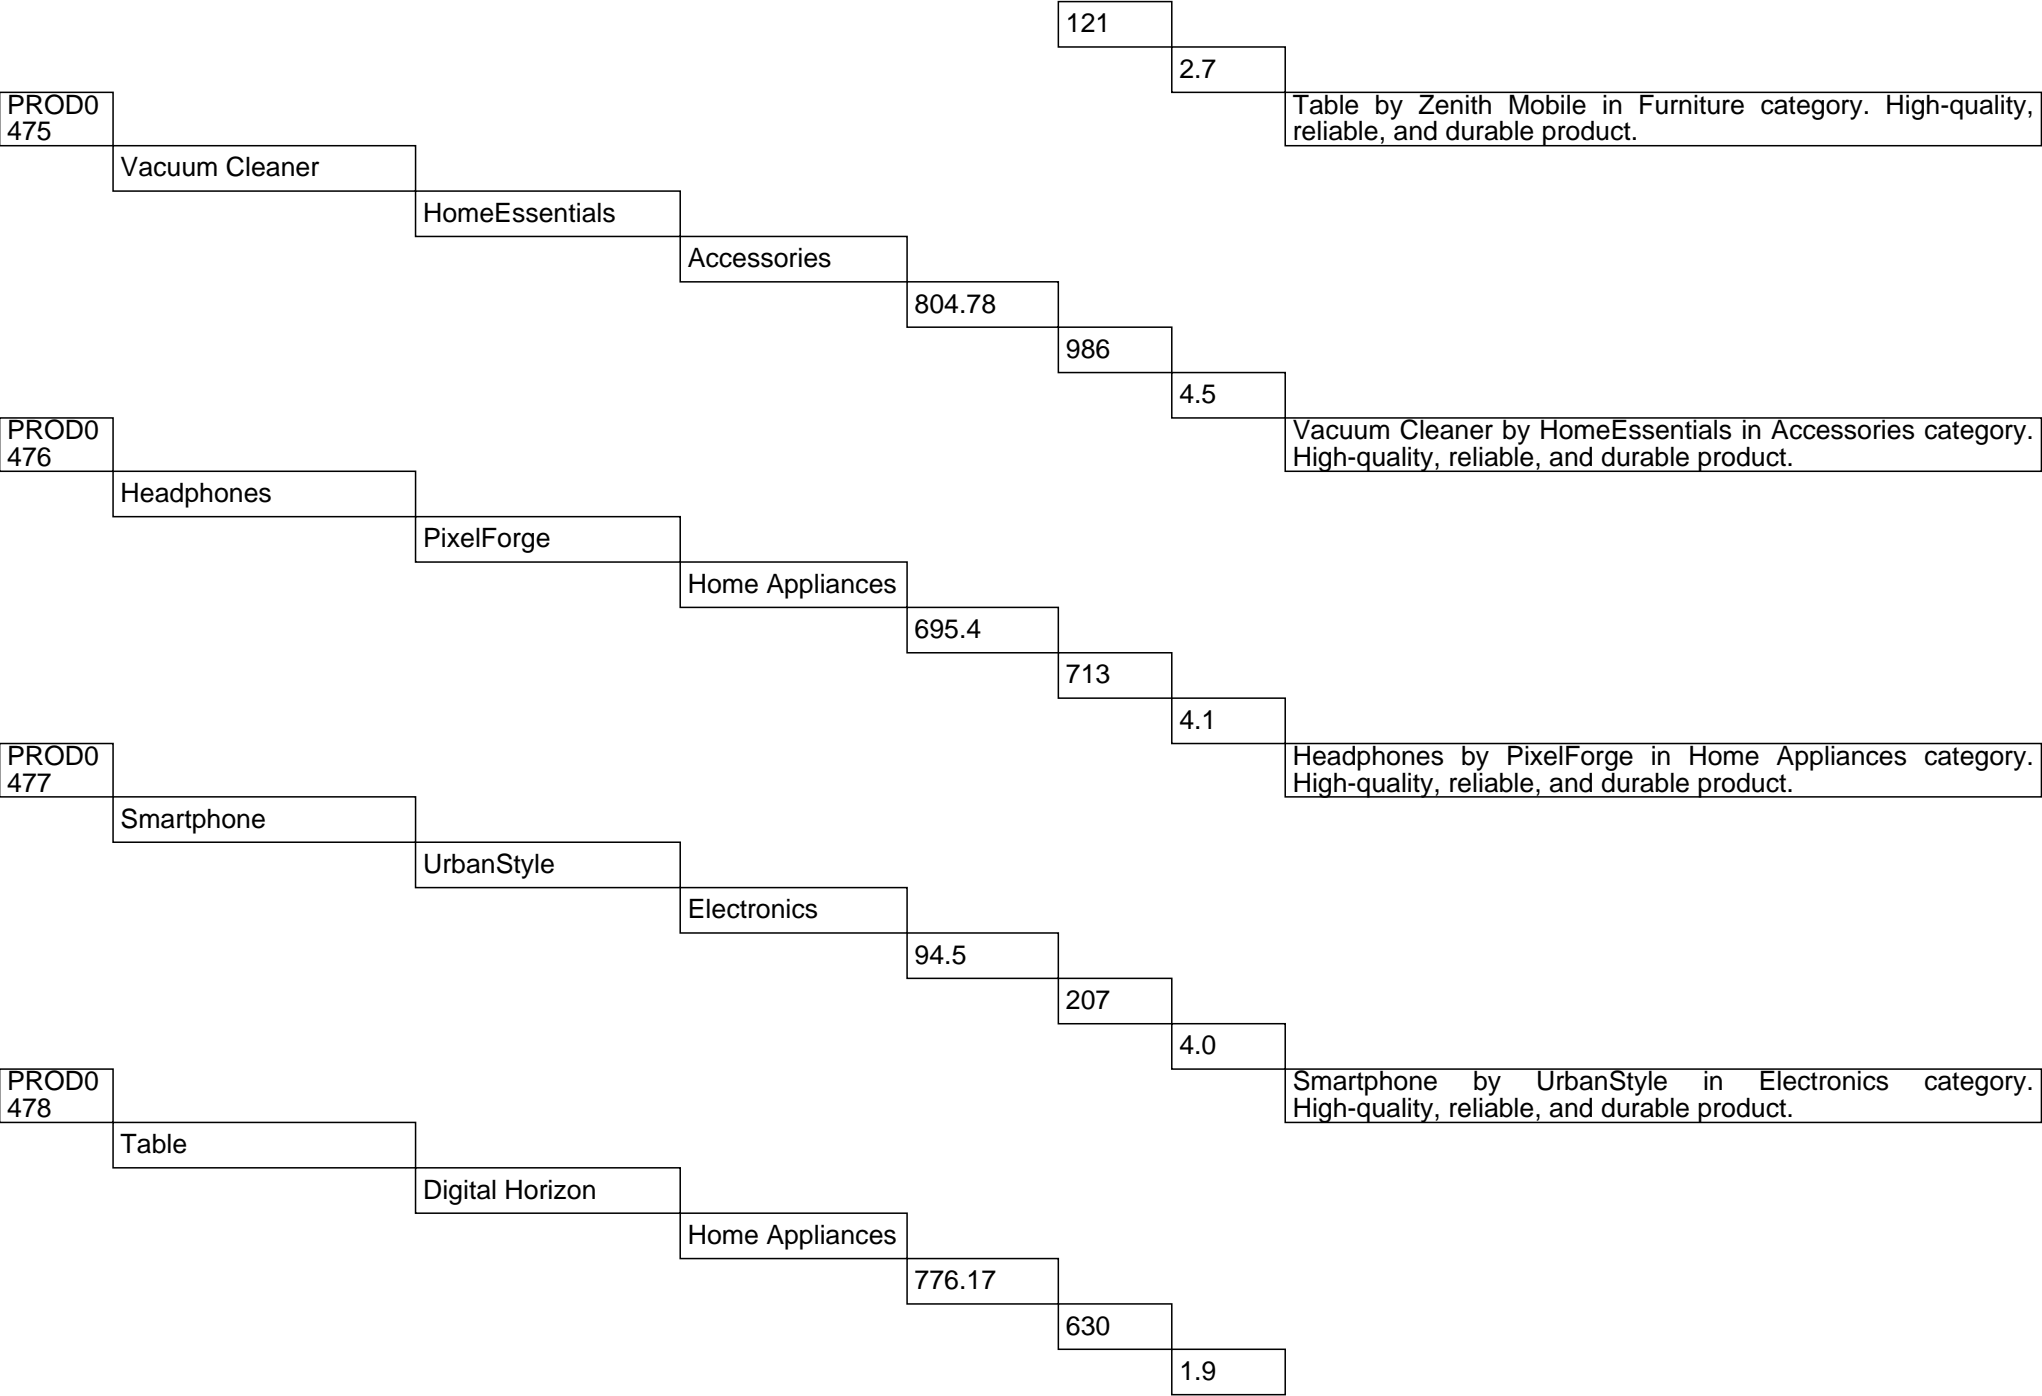 121
2.7
Table by Zenith Mobile in Furniture category. High-quality,
reliable, and durable product.
PROD0
475
Vacuum Cleaner
HomeEssentials
Accessories
804.78
986
4.5
Vacuum Cleaner by HomeEssentials in Accessories category.
High-quality, reliable, and durable product.
PROD0
476
Headphones
PixelForge
Home Appliances
695.4
713
4.1
Headphones by PixelForge in Home Appliances category.
High-quality, reliable, and durable product.
PROD0
477
Smartphone
UrbanStyle
Electronics
94.5
207
4.0
Smartphone by UrbanStyle in Electronics category.
High-quality, reliable, and durable product.
PROD0
478
Table
Digital Horizon
Home Appliances
776.17
630
1.9